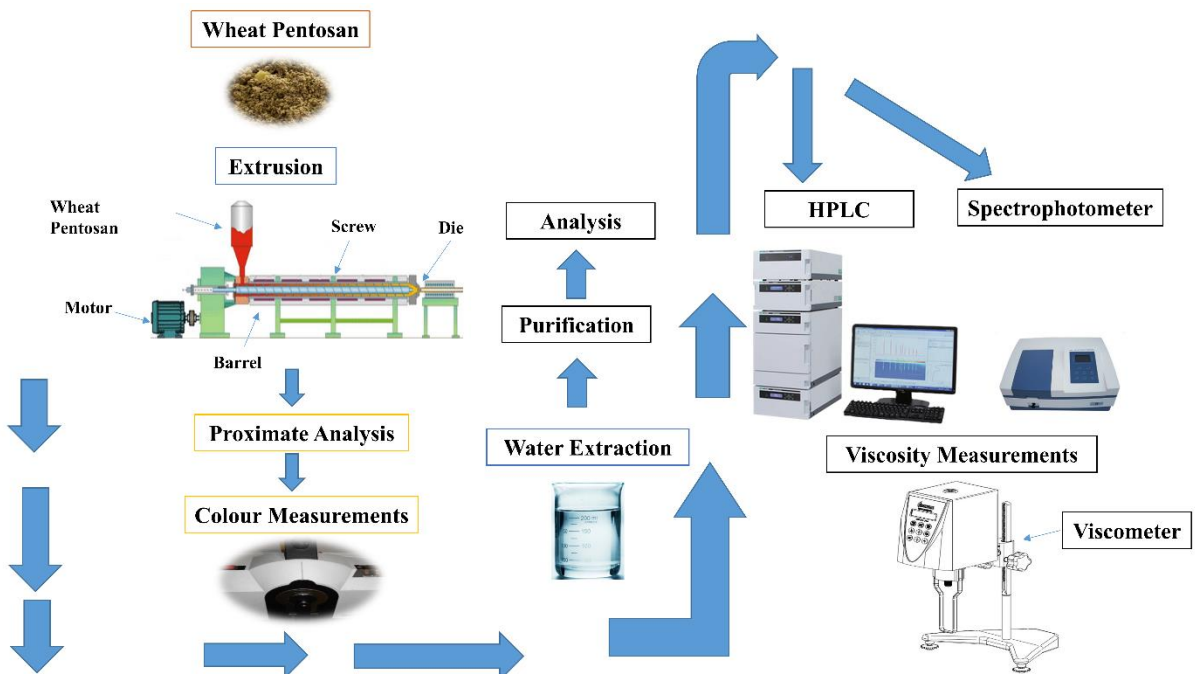 Wheat Pentosan
Extrusion
Wheat
Pentosan
Screw
Die
Motor
Barrel
Proximate Analysis
Colour Measurements
Analysis
Purification
Water Extraction
HPLC
Spectrophotometer
Viscosity Measurements
Viscometer